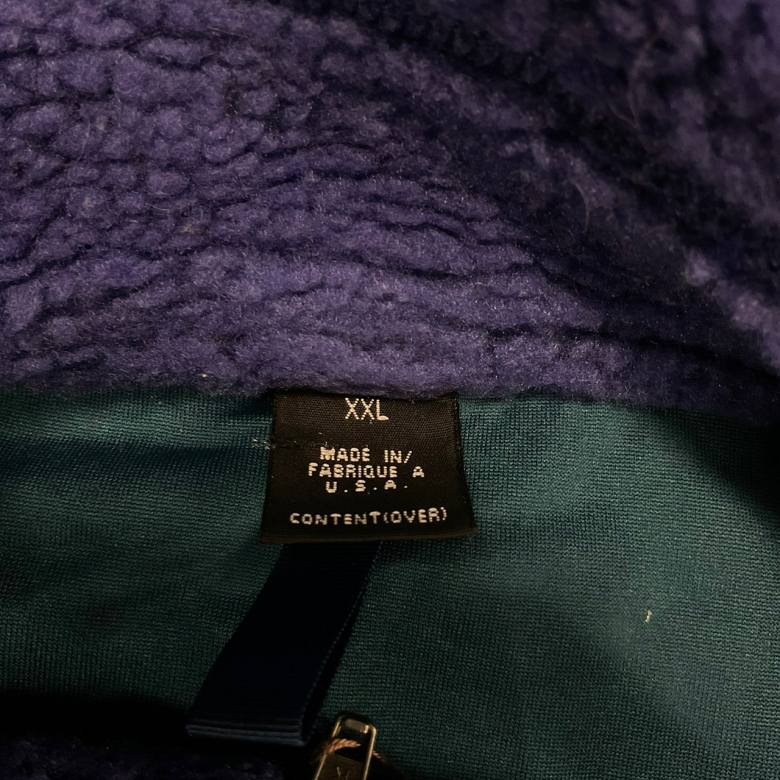 XXL
MADE IN/
FABRIQUE A
U.S.A.
CONTENT(OVER)